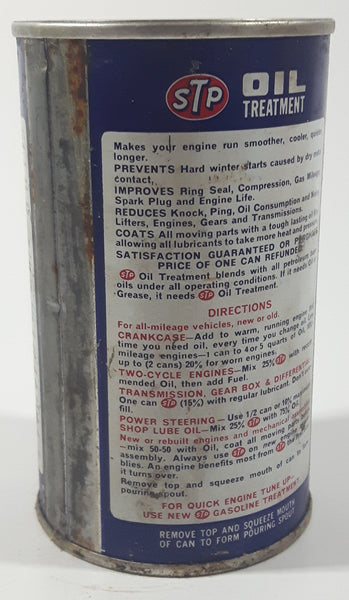 STP OIL
TREATMENT
Makes your engine run smoother, cooler,
longer.
PREVENTS Hard winter starts caused by dry
contact,
IMPROVES Ring Seal, Compression, Gas Mileage
Spark Plug and Engine Life.
REDUCES Knock, Ping, Oil Consumption and
Lifters, Engines, Gears and Transmissions.
COATS All moving parts with a tough lasting oil
allowing all lubricants to take more heat and
SATISFACTION GUARANTEED OR
PRICE OF ONE CAN REFUNDED
STP Oil Treatment blends with all petroleum
oils under all operating conditions. If it needs
Grease, it needs STP Oil Treatment.
DIRECTIONS
For all-mileage vehicles, new or old.
CRANKCASE—Add to warm, running engine
time you need oil, every time you change
mileage engines—1 can to 4 or 5 quarts of Oil.
up to (2 cans) 20% for worn engines.
TWO-CYCLE ENGINES—Mix 25% STP with
mended Oil, then add Fuel.
TRANSMISSION, GEAR BOX &
One can STP (15%) with regular lubricant.
fill.
POWER STEERING—Use 1/2 can or 10%
SHOP LUBE OIL—Mix 25% STP with 75%
New or rebuilt engines and mechanical
—mix 50-50 with Oil, coat all moving
assembly. Always use STP on new
blies. An engine benefits most from STP
it turns over.
Remove top and squeeze mouth of can to
pouring spout.
FOR QUICK ENGINE TUNE UP—
USE NEW STP GASOLINE TREATMENT
REMOVE TOP AND SQUEEZE MOUTH
OF CAN TO FORM POURING SPOUT